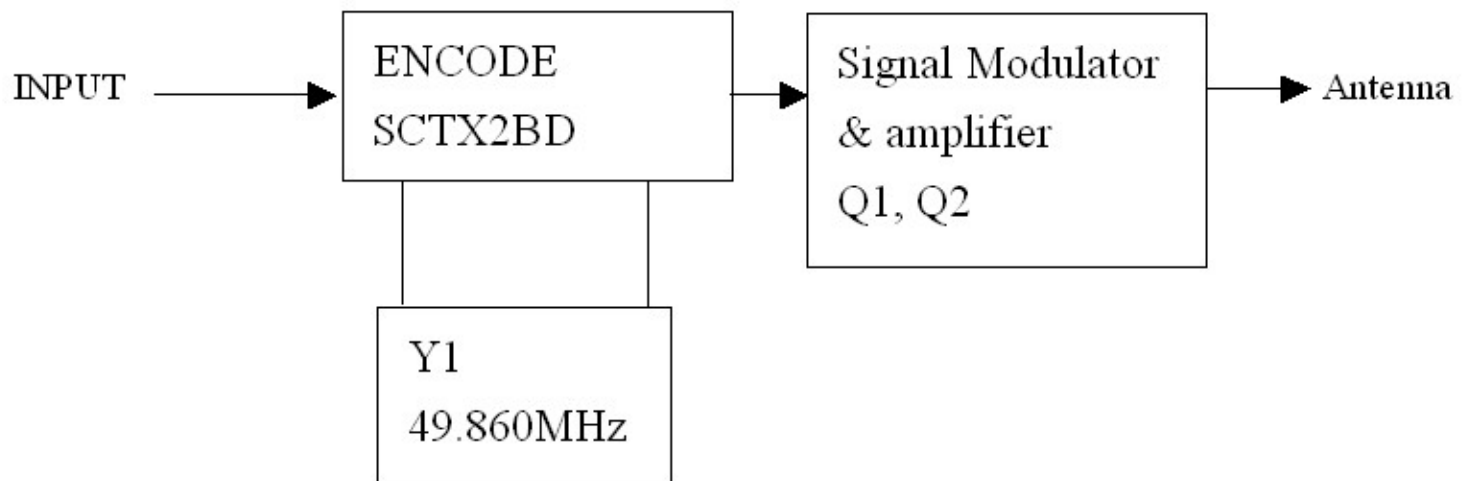 INPUT
ENCODE
SCTX2BD
Signal Modulator
& amplifier
Q1, Q2
Antenna
Y1
49.860MHz